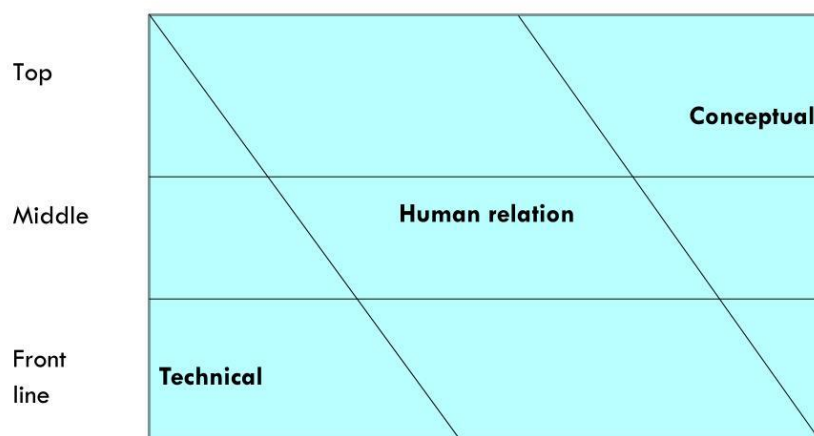 Top
Conceptual
Middle
Human relation
Front
line
Technical